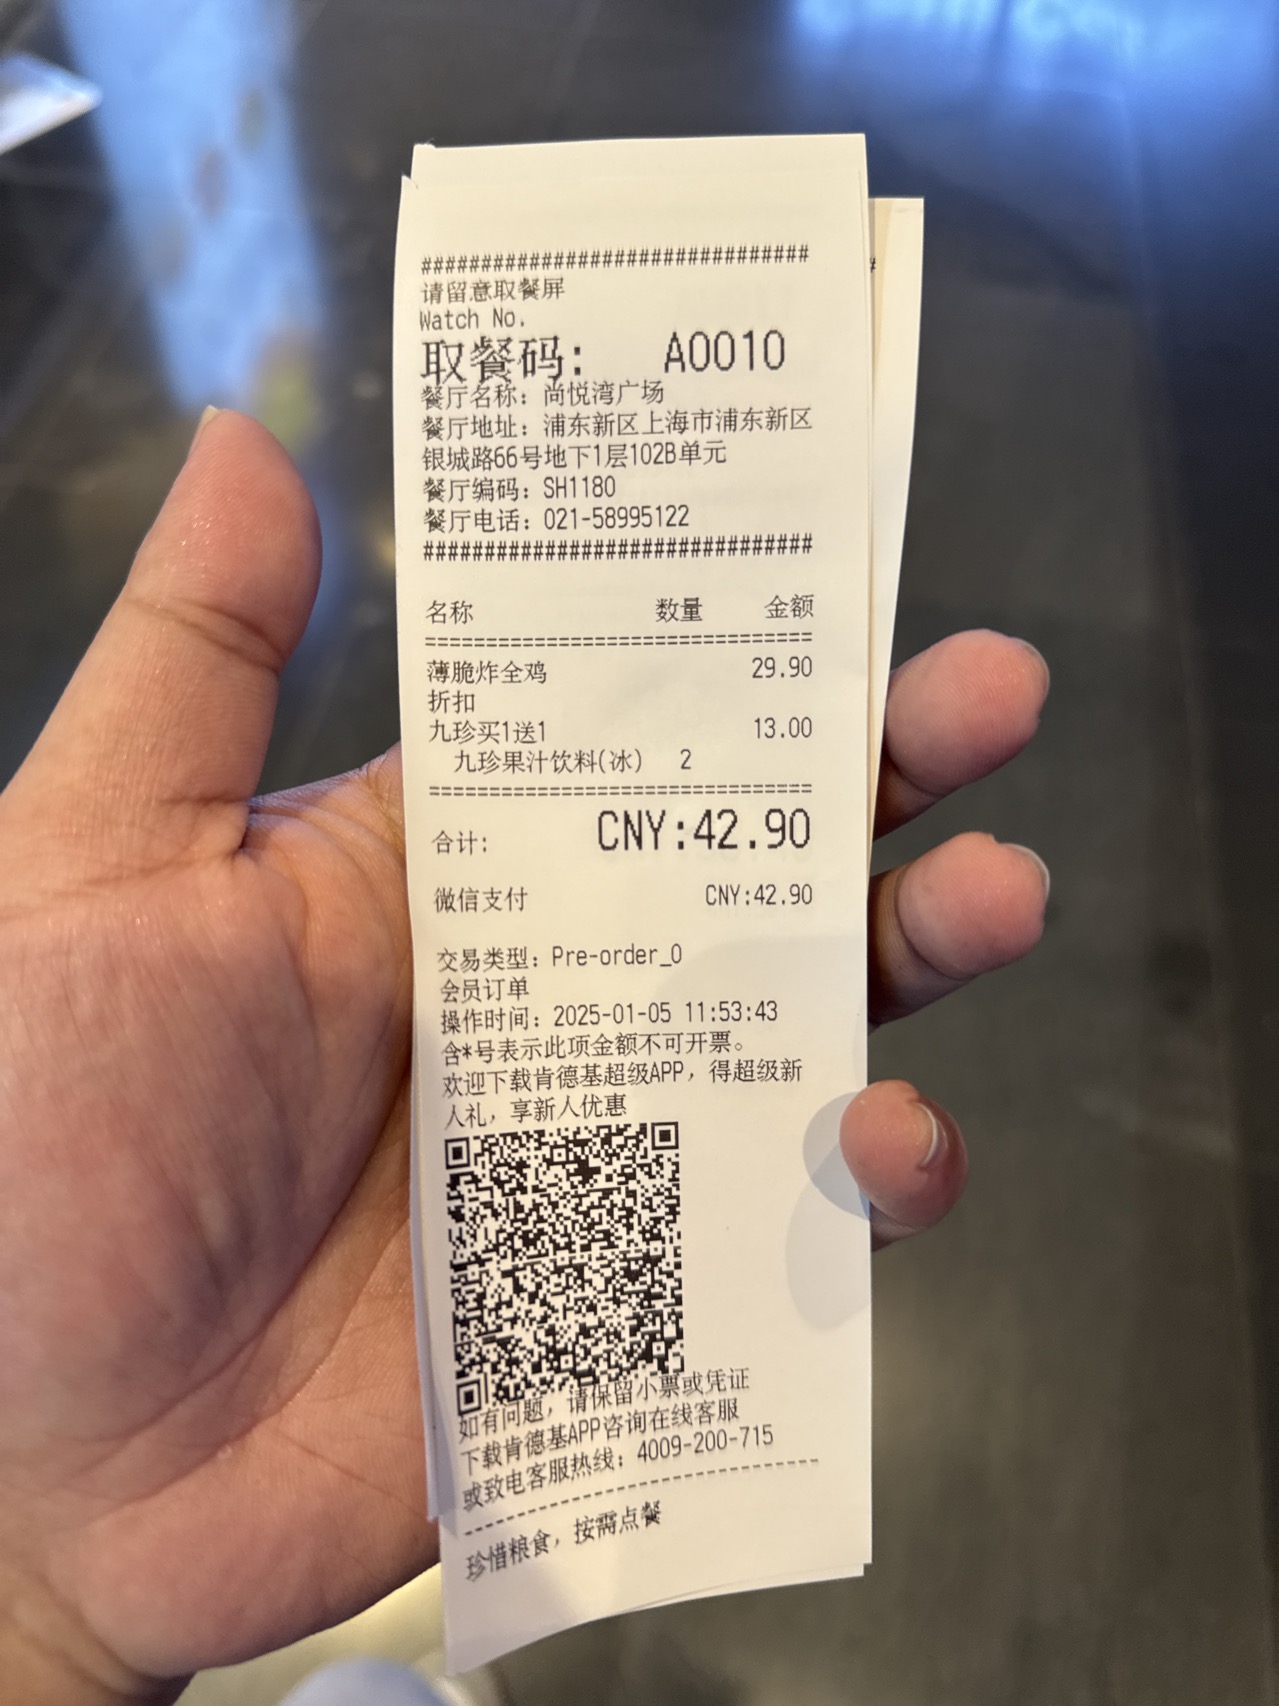 ##############################
请留意取餐屏
Watch No.
取餐码: A0010
餐厅名称: 尚悦湾广场
餐厅地址: 浦东新区上海市浦东新区
银城路66号地下1层102B单元
餐厅编码: SH1180
餐厅电话: 021-58995122
##############################
名称 数量 金额
==============================
薄脆炸全鸡 29.90
折扣
九珍买1送1 13.00
九珍果汁饮料(冰) 2
==============================
合计: CNY:42.90
微信支付 CNY:42.90
交易类型: Pre-order_0
会员订单
操作时间: 2025-01-05 11:53:43
含*号表示此项金额不可开票。
欢迎下载肯德基超级APP, 得超级新
人礼, 享新人优惠
如有问题, 请保留小票或凭证
下载肯德基APP咨询在线客服
或致电客服热线: 4009-200-715
------------------------------
珍惜粮食, 按需点餐